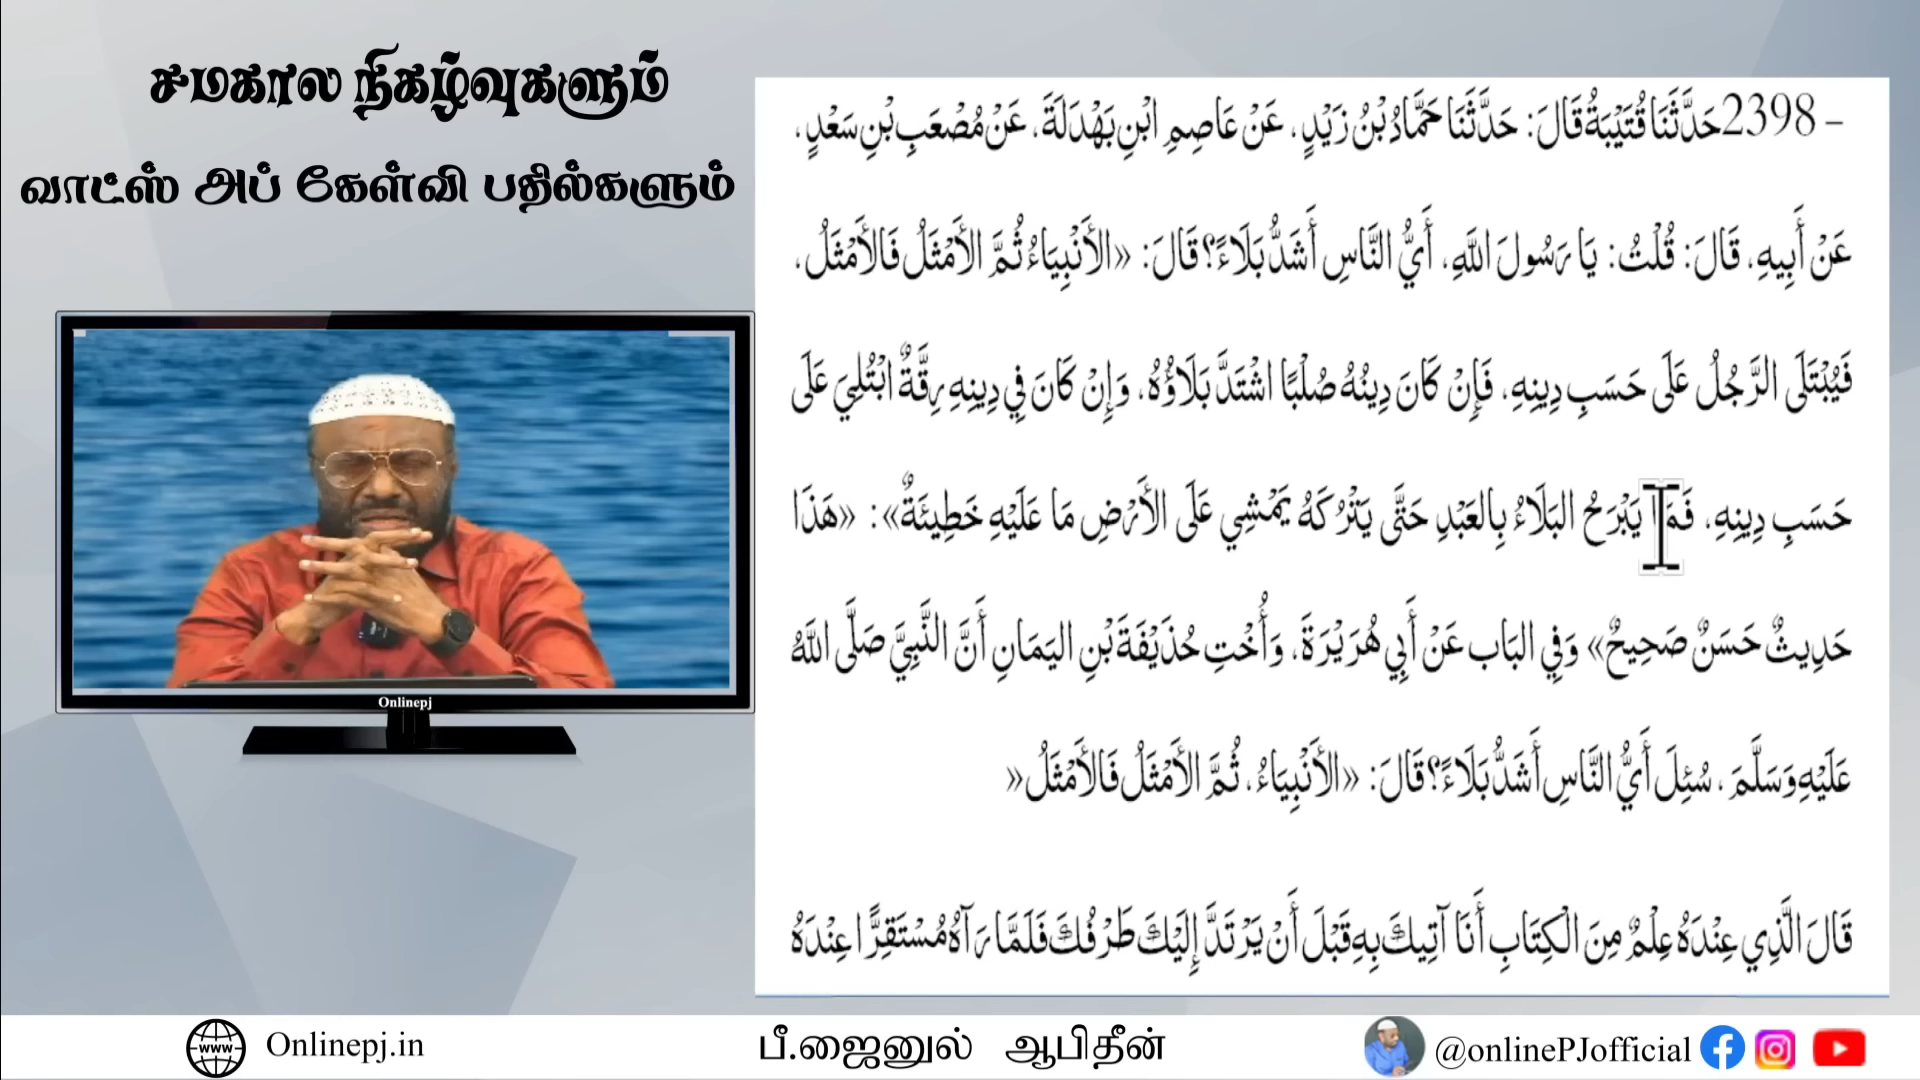 சமகால நிகழ்வுகளும்
வாட்ஸ் அப் கேள்வி பதில்களும்
2398 - حَدَّثَنَا قُتَيْبَةُ قَالَ: حَدَّثَنَا حَمَّادُ بْنُ زَيْدٍ، عَنْ عَاصِمِ ابْنِ بَهْدَلَةَ، عَنْ مُصْعَبِ بْنِ سَعْدٍ،
عَنْ أَبِيهِ، قَالَ: قُلْتُ: يَا رَسُولَ اللَّهِ، أَيُّ النَّاسِ أَشَدُّ بَلَاءً؟ قَالَ: «الأَنْبِيَاءُ ثُمَّ الأَمْثَلُ فَالأَمْثَلُ،
فَيُبْتَلَى الرَّجُلُ عَلَى حَسَبِ دِينِهِ، فَإِنْ كَانَ دِينُهُ صُلْبًا اشْتَدَّ بَلَاؤُهُ، وَإِنْ كَانَ فِي دِينِهِ رِقَّةٌ ابْتُلِيَ عَلَى
حَسَبِ دِينِهِ، فَمَا يَبْرَحُ البَلَاءُ بِالعَبْدِ حَتَّى يَتْرُكَهُ يَمْشِي عَلَى الأَرْضِ مَا عَلَيْهِ خَطِيئَةٌ»: «هَذَا
حَدِيثٌ حَسَنٌ صَحِيحٌ» وَفِي البَاب عَنْ أَبِي هُرَيْرَةَ، وَأُخْتِ حُذَيْفَةَ بْنِ اليَمَانِ أَنَّ النَّبِيَّ صَلَّى اللَّهُ
عَلَيْهِ وَسَلَّمَ، سُئِلَ أَيُّ النَّاسِ أَشَدُّ بَلَاءً؟ قَالَ: «الأَنْبِيَاءُ، ثُمَّ الأَمْثَلُ فَالأَمْثَلُ»
قَالَ الَّذِي عِنْدَهُ عِلْمٌ مِنَ الْكِتَابِ أَنَا آتِيكَ بِهِ قَبْلَ أَنْ يَرْتَدَّ إِلَيْكَ طَرْفُكَ فَلَمَّا رَآهُ مُسْتَقِرًّا عِنْدَهُ
Onlinepj
www
Onlinepj.in
பீ.ஜைனுல் ஆபிதீன்
@onlinePJofficial